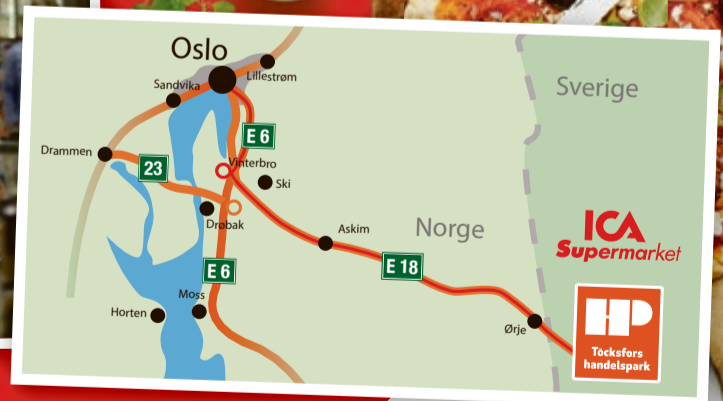 Oslo
Lillestrøm
Sandvika
E 6
Drammen
23
Vinterbro
Ski
Drøbak
Askim
Norge
Sverige
ICA
Supermarket
E 18
E 6
Moss
Horten
Ørje
HP
Töcksfors
handelspark